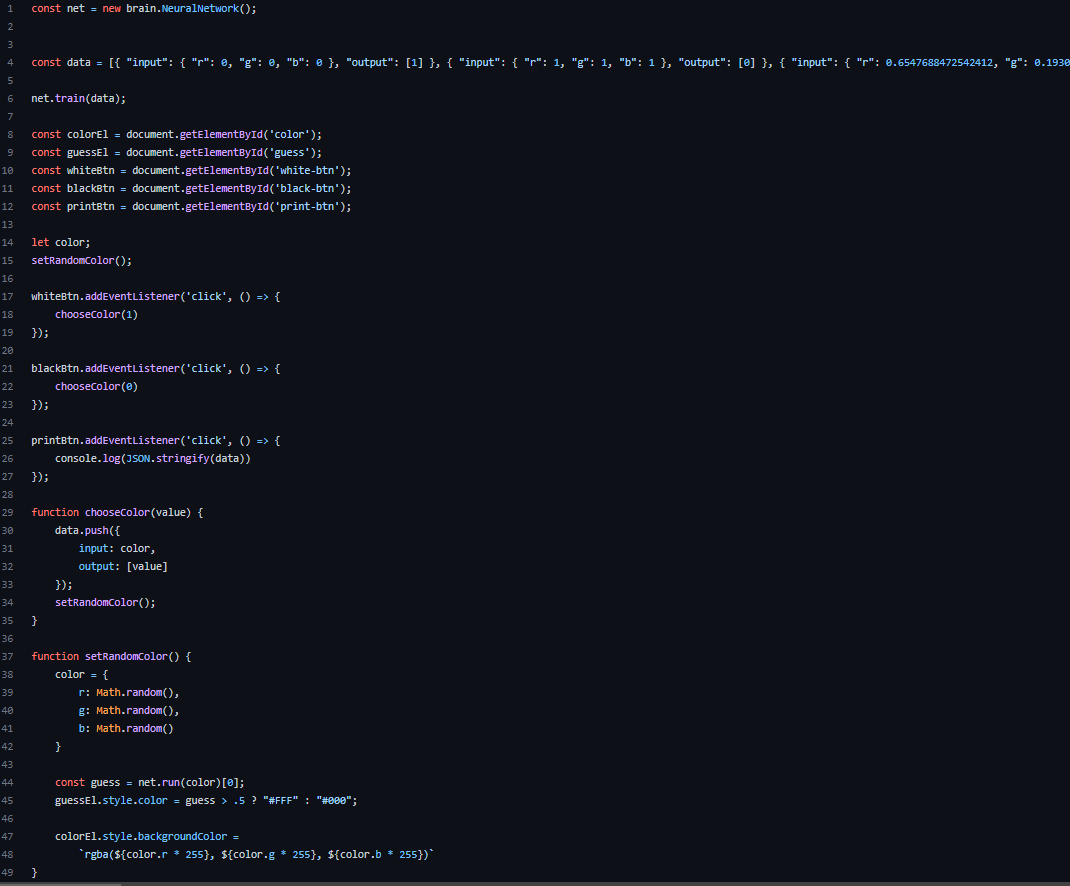 1 const net = new brain.NeuralNetwork();
2
3
4 const data = [{ "input": { "r": 0, "g": 0, "b": 0 }, "output": [1] }, { "input": { "r": 1, "g": 1, "b": 1 }, "output": [0] }, { "input": { "r": 0.6547688472542412, "g": 0.1930
5
6 net.train(data);
7
8 const colorEl = document.getElementById('color');
9 const guessEl = document.getElementById('guess');
10 const whiteBtn = document.getElementById('white-btn');
11 const blackBtn = document.getElementById('black-btn');
12 const printBtn = document.getElementById('print-btn');
13
14 let color;
15 setRandomColor();
16
17 whiteBtn.addEventListener('click', () => {
18     chooseColor(1)
19 });
20
21 blackBtn.addEventListener('click', () => {
22     chooseColor(0)
23 });
24
25 printBtn.addEventListener('click', () => {
26     console.log(JSON.stringify(data))
27 });
28
29 function chooseColor(value) {
30     data.push({
31         input: color,
32         output: [value]
33     });
34     setRandomColor();
35 }
36
37 function setRandomColor() {
38     color = {
39         r: Math.random(),
40         g: Math.random(),
41         b: Math.random()
42     }
43
44     const guess = net.run(color)[0];
45     guessEl.style.color = guess > .5 ? "#FFF" : "#000";
46
47     colorEl.style.backgroundColor =
48         `rgba(${color.r * 255}, ${color.g * 255}, ${color.b * 255})`
49 }